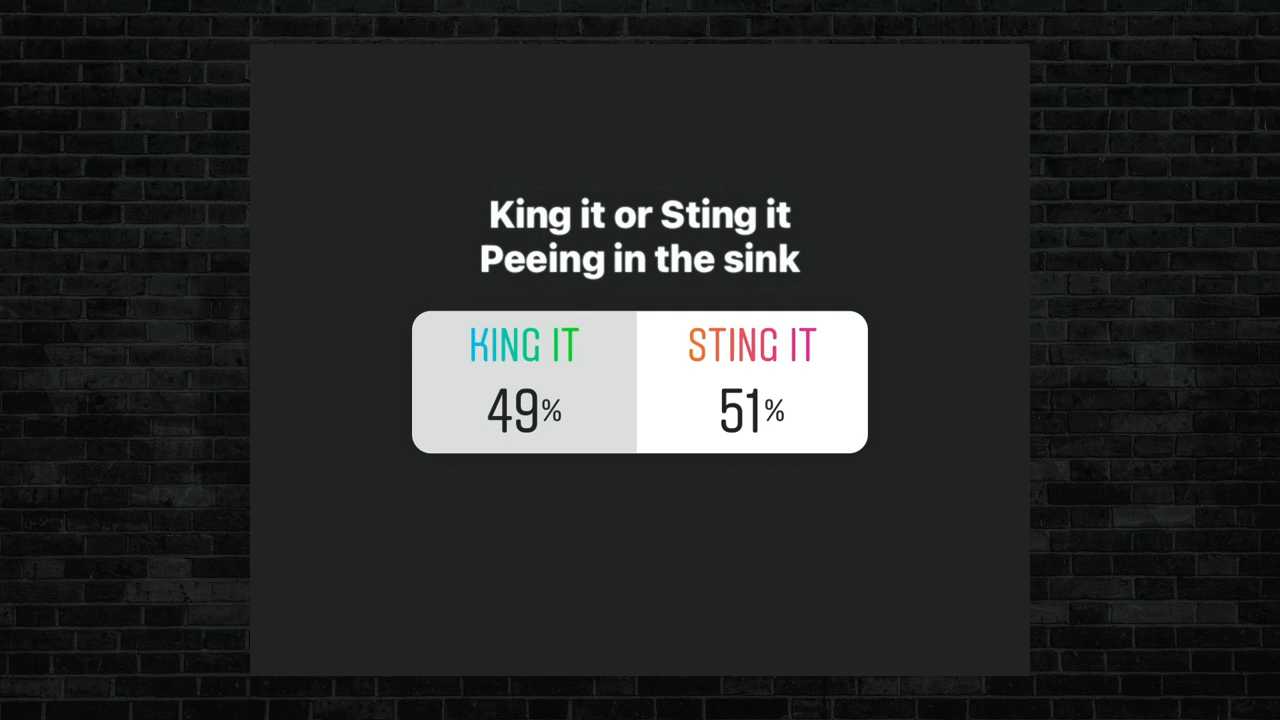 King it or Sting it
Peeing in the sink
KING IT STING IT
49% 51%